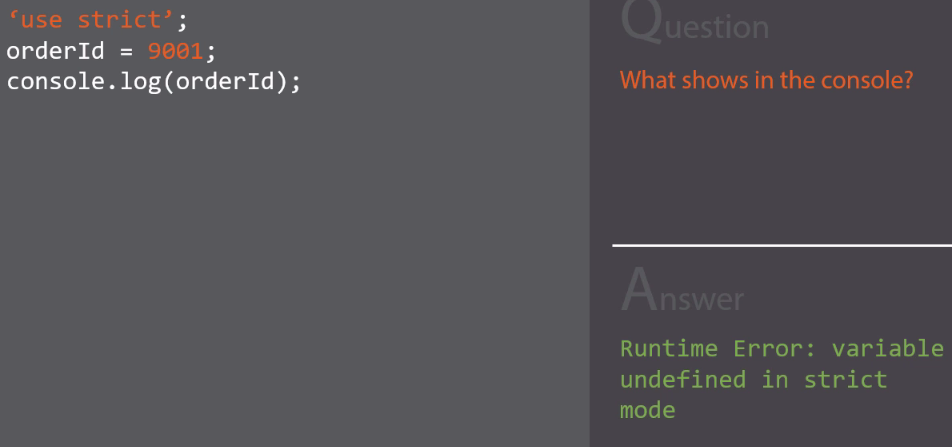 ‘use strict’;
orderId = 9001;
console.log(orderId);
Question
What shows in the console?
Answer
Runtime Error: variable
undefined in strict
mode